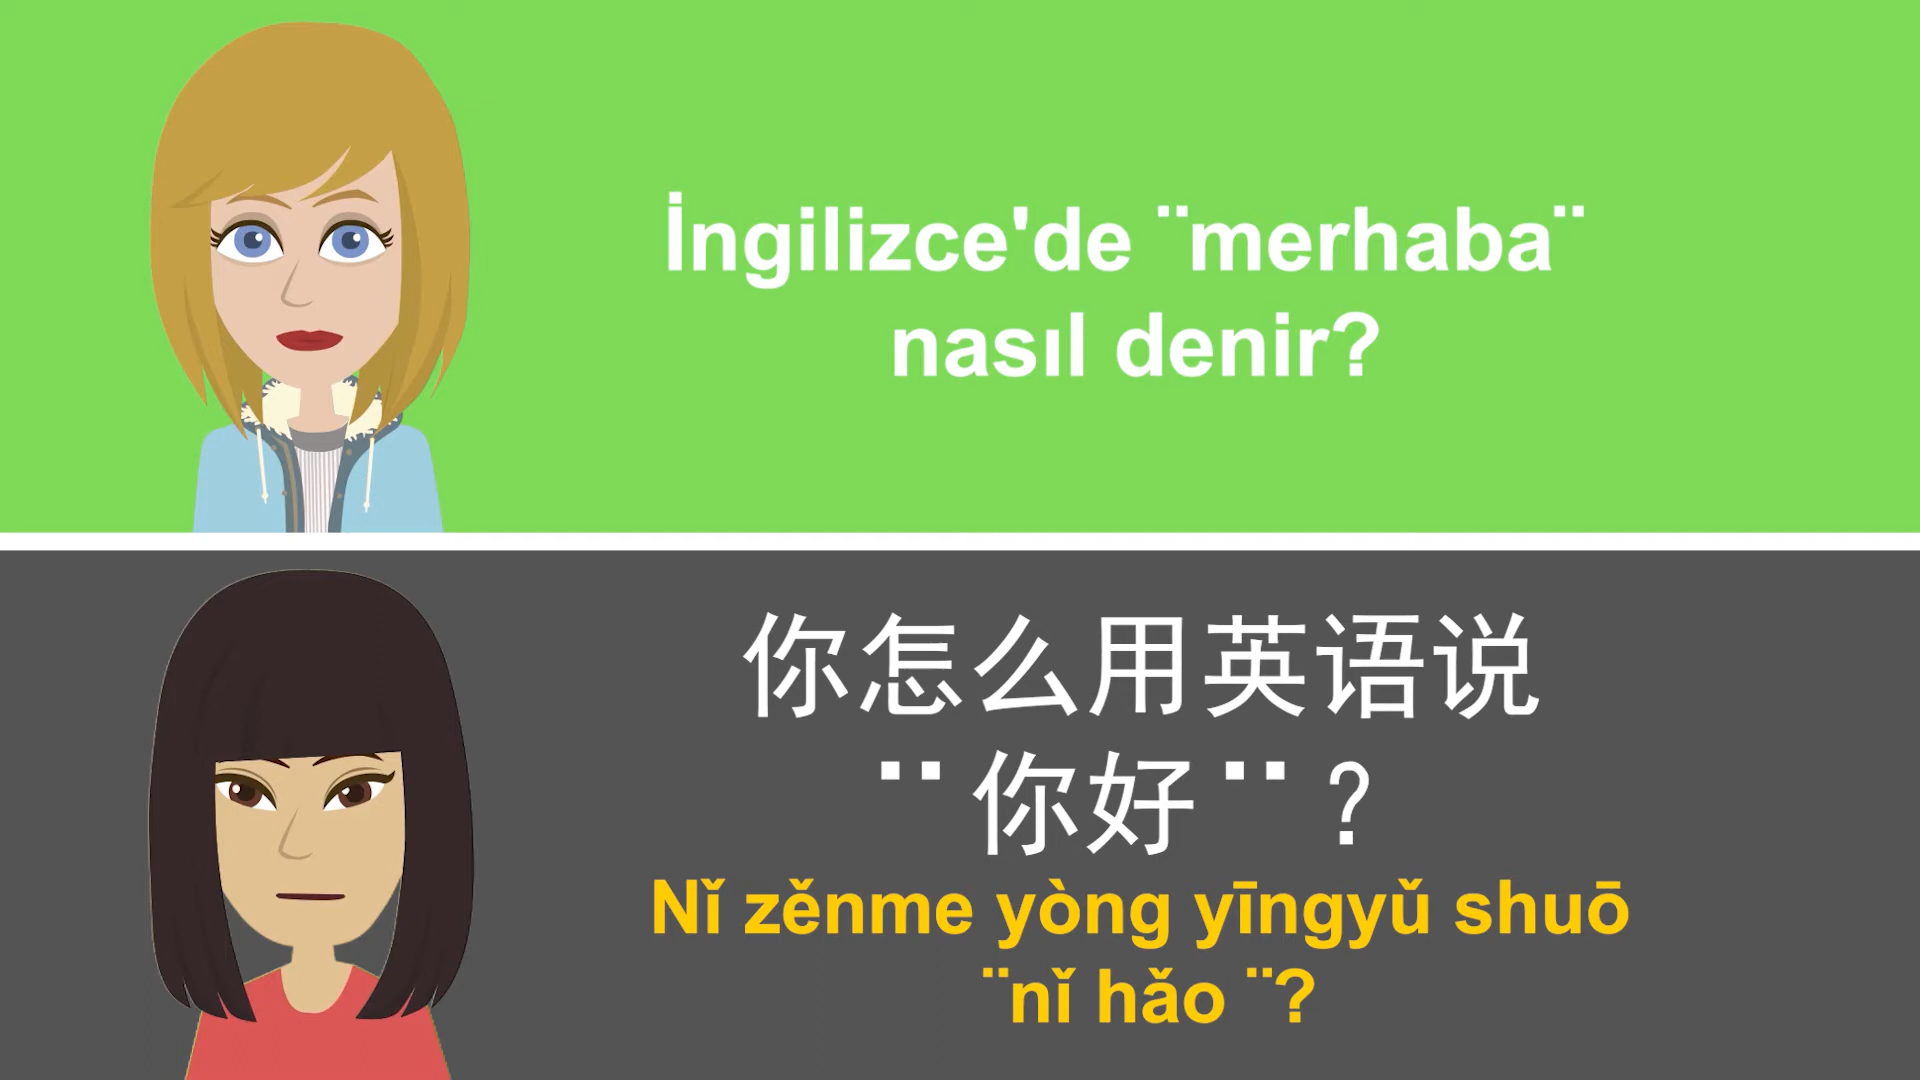 İngilizce'de ¨merhaba¨
nasıl denir?
你怎么用英语说
¨你好¨?
Nǐ zěnme yòng yīngyǔ shuō
¨nǐ hǎo ¨?